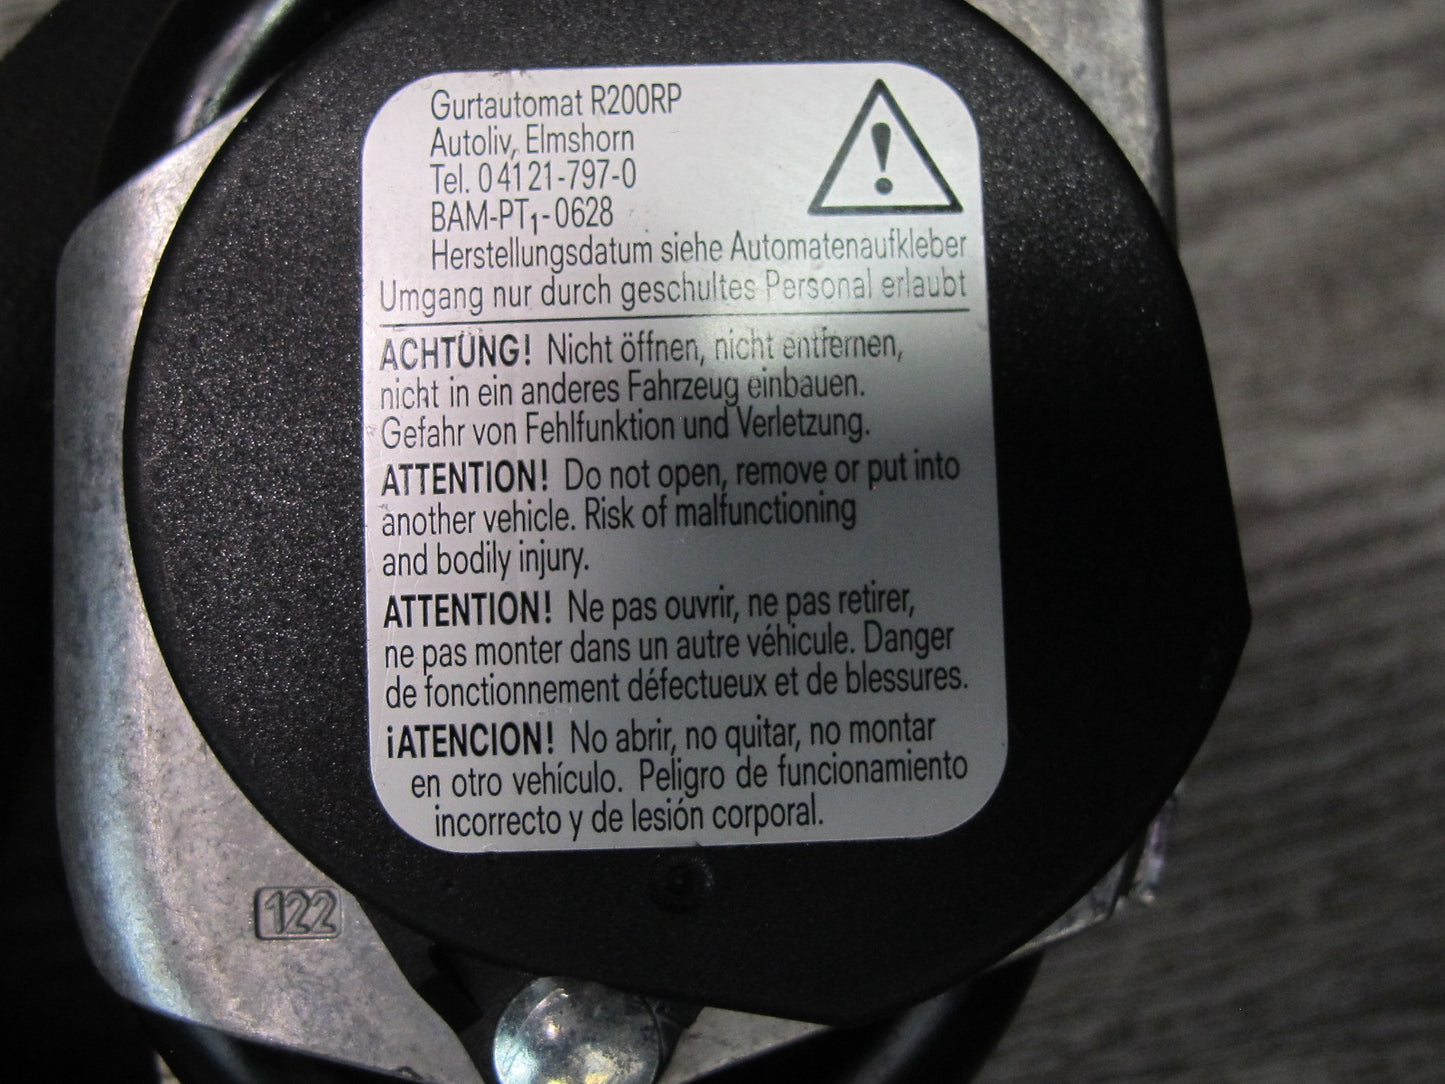 Gurtautomat R200RP
Autoliv, Elmshorn
Tel. 04121-797-0
BAM-PT₁-0628
Herstellungsdatum siehe Automatenaufkleber
Umgang nur durch geschultes Personal erlaubt
ACHTUNG! Nicht öffnen, nicht entfernen,
nicht in ein anderes Fahrzeug einbauen.
Gefahr von Fehlfunktion und Verletzung.
ATTENTION! Do not open, remove or put into
another vehicle. Risk of malfunctioning
and bodily injury.
ATTENTION! Ne pas ouvrir, ne pas retirer,
ne pas monter dans un autre véhicule. Danger
de fonctionnement défectueux et de blessures.
¡ATENCION! No abrir, no quitar, no montar
en otro vehículo. Peligro de funcionamiento
incorrecto y de lesión corporal.
122